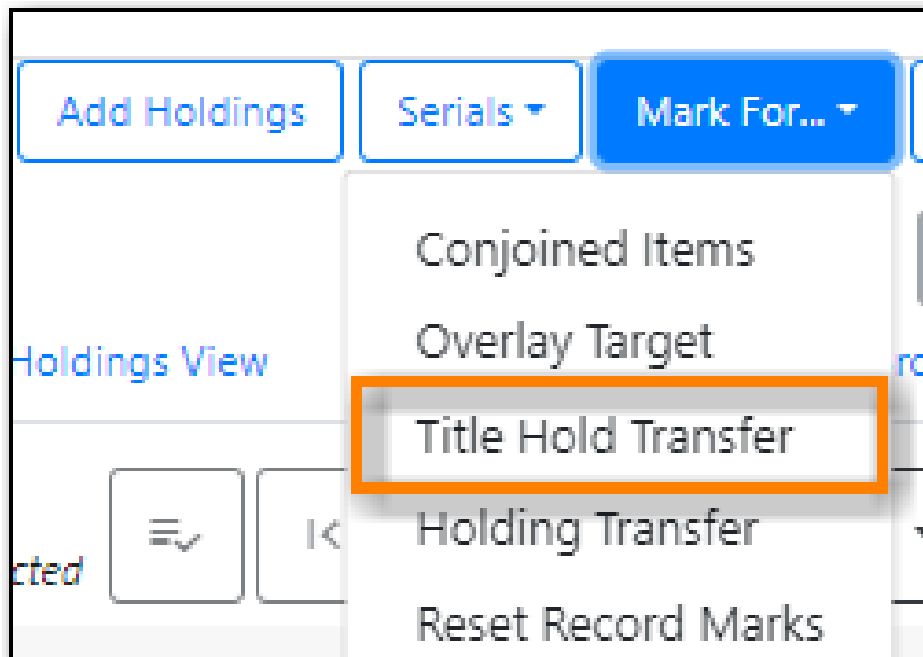 Add Holdings Serials Mark For...
Conjoined Items
Overlay Target
Holdings View
Title Hold Transfer
Holding Transfer
cted
Reset Record Marks